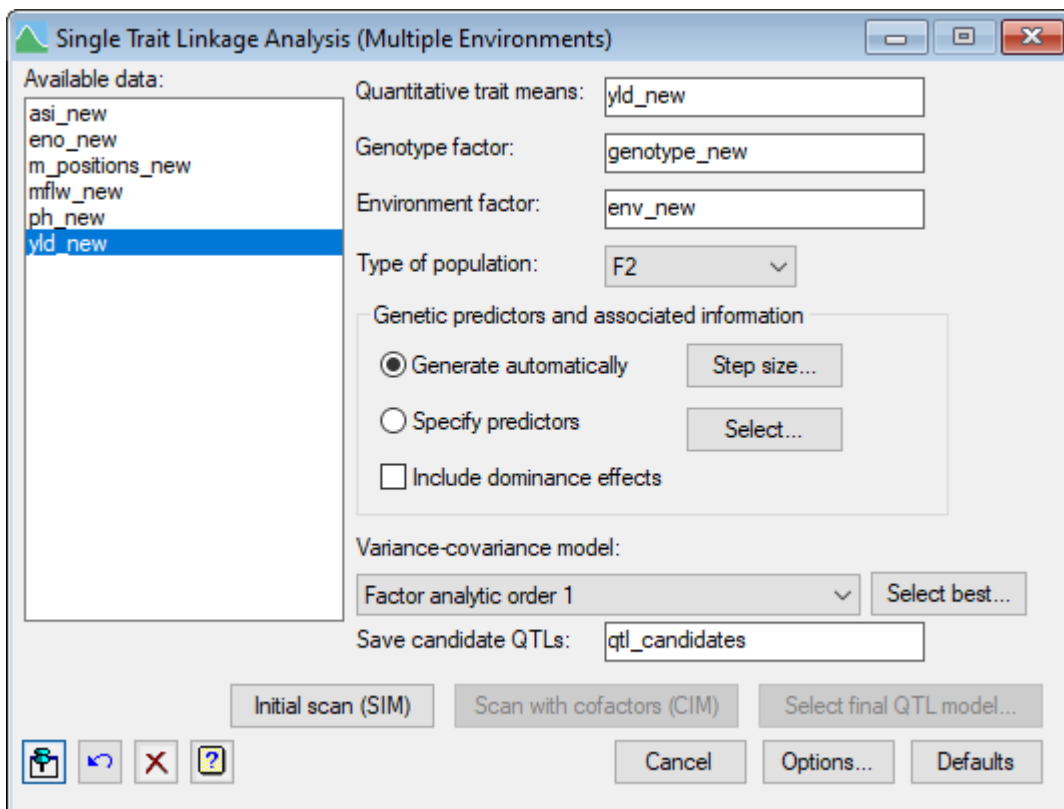 Single Trait Linkage Analysis (Multiple Environments)
Available data:
asi_new
eno_new
m_positions_new
mflw_new
ph_new
yld_new
Quantitative trait means: yld_new
Genotype factor: genotype_new
Environment factor: env_new
Type of population: F2
Genetic predictors and associated information
Generate automatically Step size...
Specify predictors Select...
Include dominance effects
Variance-covariance model:
Factor analytic order 1 Select best...
Save candidate QTLs: qtl_candidates
Initial scan (SIM) Scan with cofactors (CIM) Select final QTL model...
? Cancel Options... Defaults